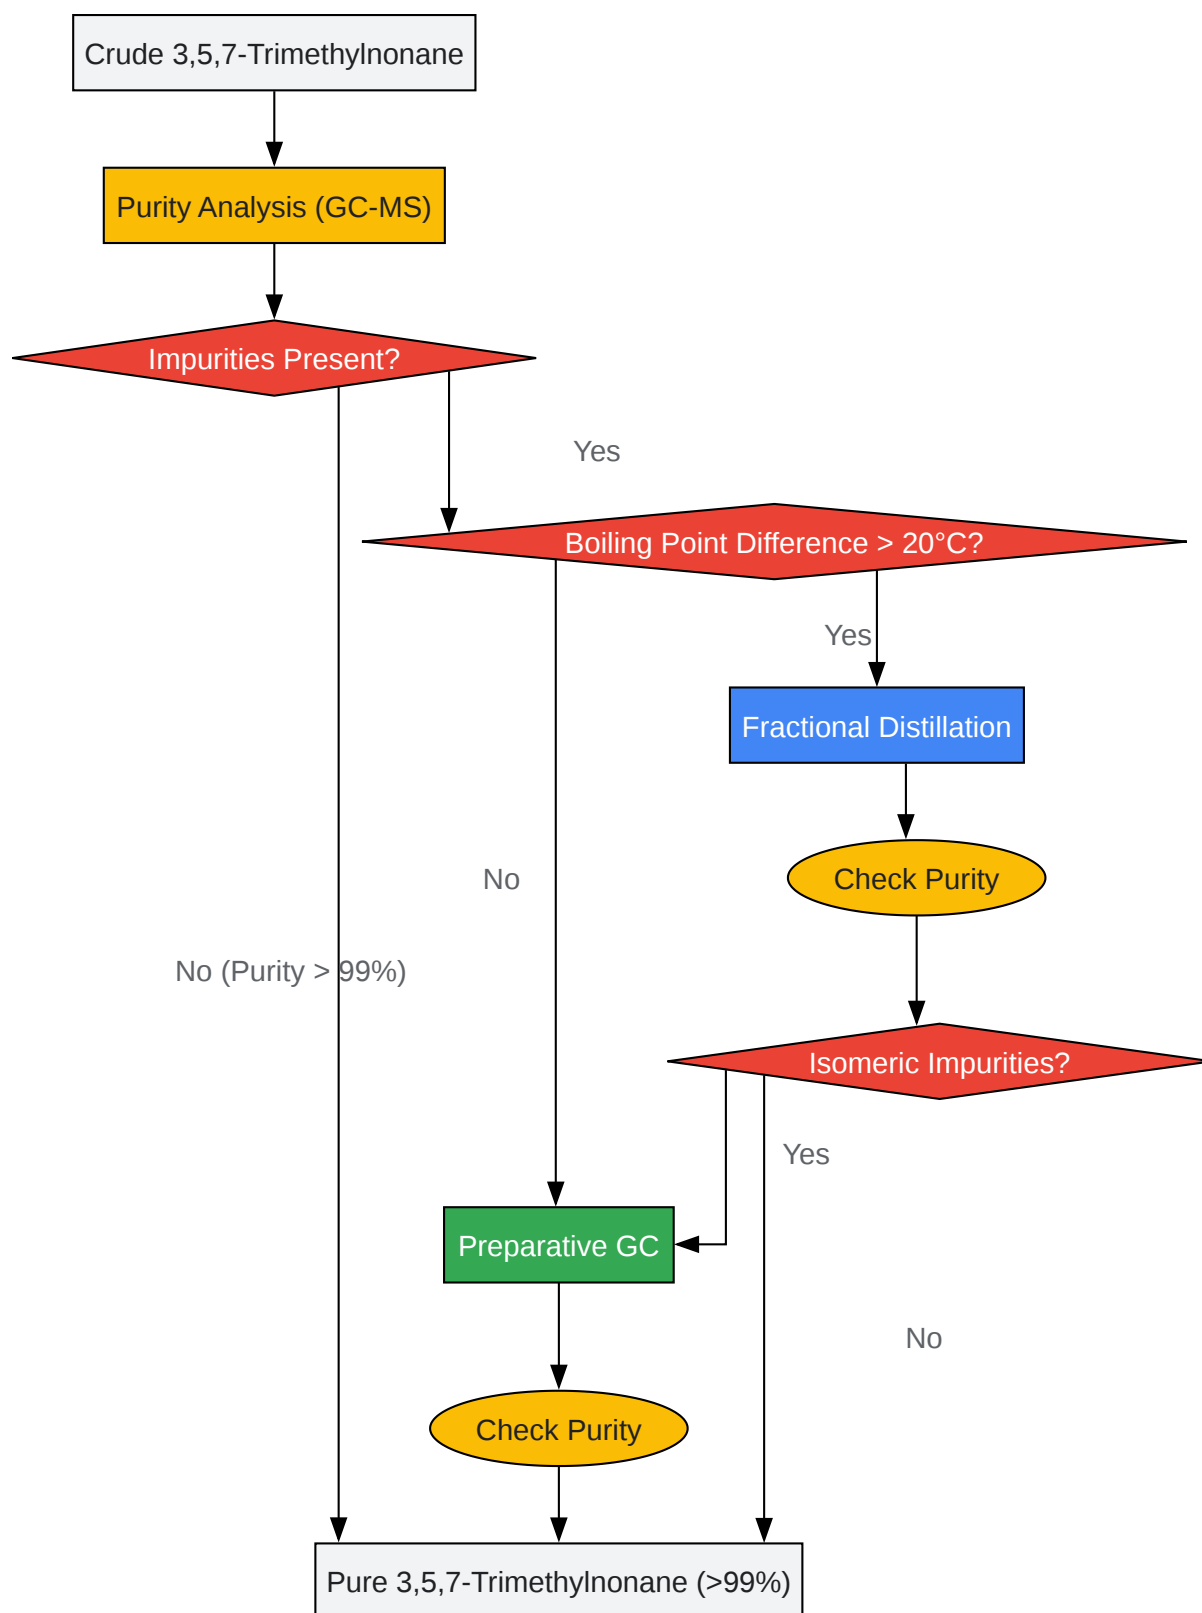 Crude 3,5,7-Trimethylnonane
Purity Analysis (GC-MS)
Impurities Present?
Yes
Boiling Point Difference > 20°C?
Yes
Fractional Distillation
Check Purity
No
No (Purity > 99%)
Isomeric Impurities?
Yes
Preparative GC
No
Check Purity
Pure 3,5,7-Trimethylnonane (>99%)